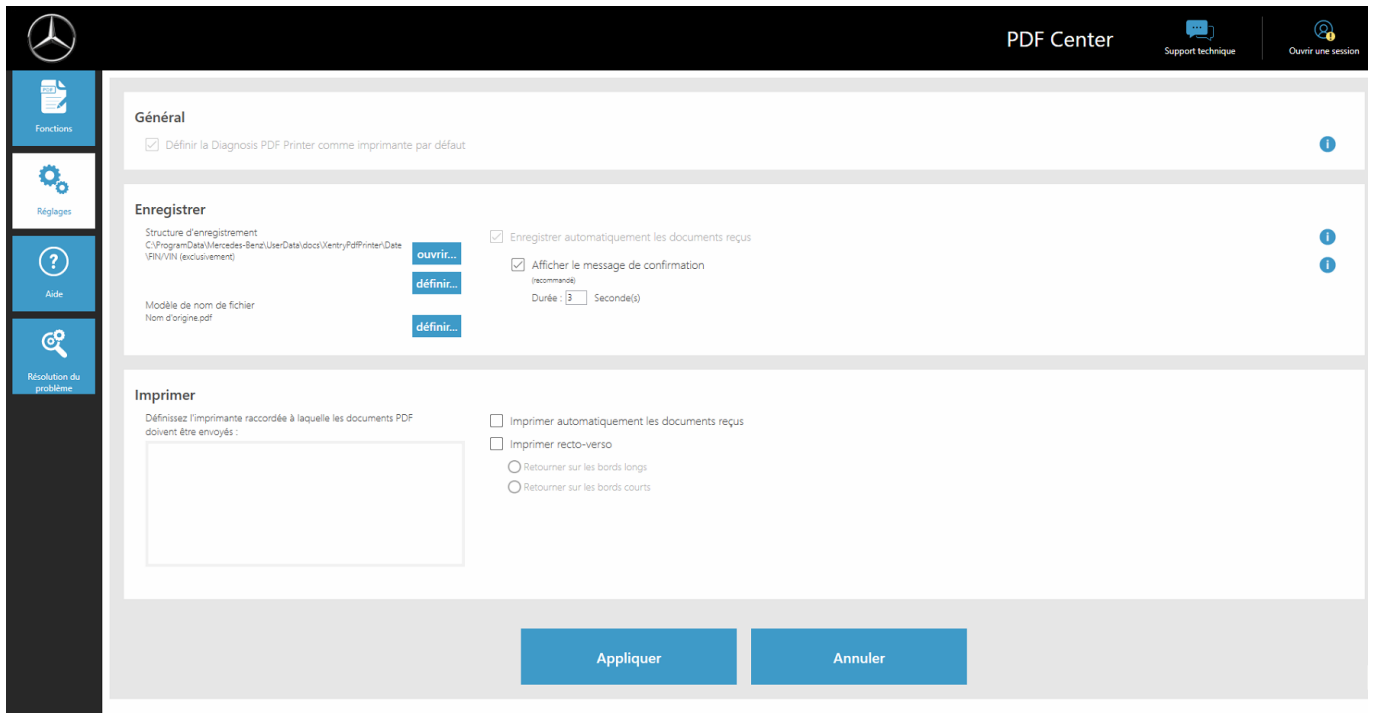 PDF Center
Support technique
Ouvrir une session
PDF
Fonctions
Réglages
Aide
Résolution du
problème
Général
Définir la Diagnosis PDF Printer comme imprimante par défaut
Enregistrer
Structure d'enregistrement
C:\ProgramData\Mercedes-Benz\UserData\docs\XentryPdfPrinter\Date
\FIN/VIN (exclusivement)
ouvrir...
définir...
Modèle de nom de fichier
Nom d'origine.pdf
définir...
Enregistrer automatiquement les documents reçus
Afficher le message de confirmation
(recommandé)
Durée : 3 Seconde(s)
Imprimer
Définissez l'imprimante raccordée à laquelle les documents PDF
doivent être envoyés :
Imprimer automatiquement les documents reçus
Imprimer recto-verso
Retourner sur les bords longs
Retourner sur les bords courts
Appliquer
Annuler